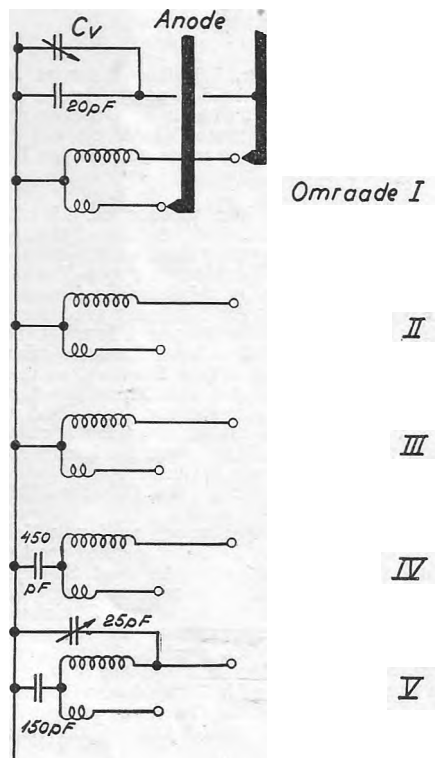 Cv
Anode
20pF
Omraade I
II
III
450
pF
IV
25pF
V
150pF